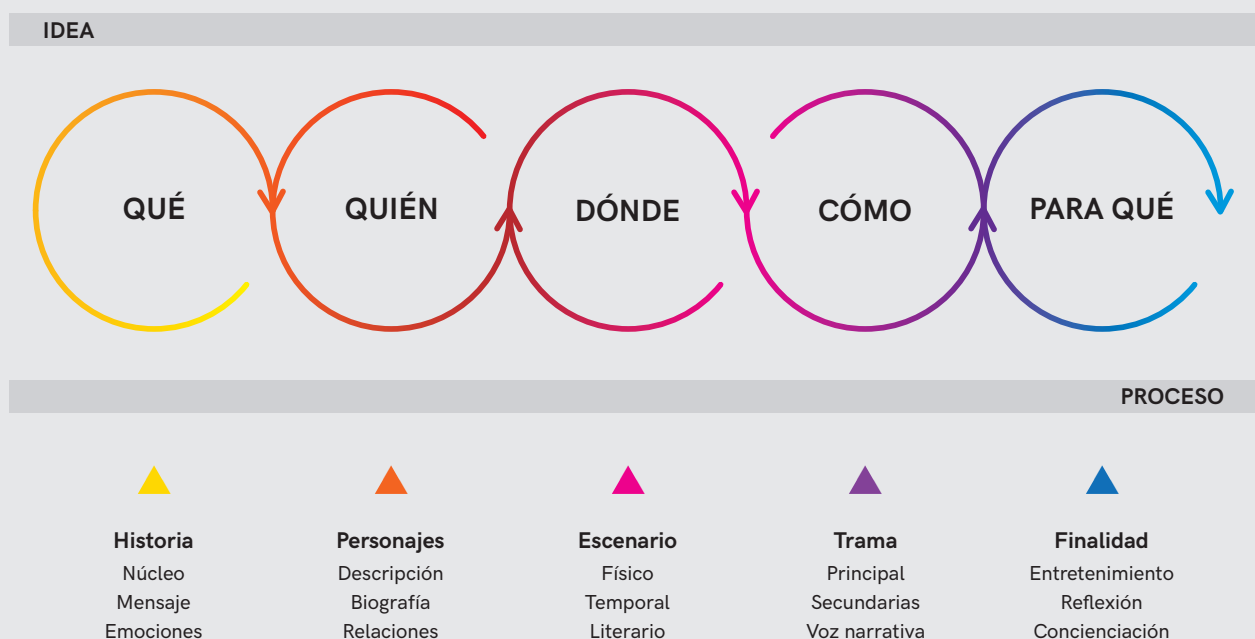 IDEA
QUÉ
QUIÉN
DÓNDE
CÓMO
PARA QUÉ
PROCESO
Historia
Núcleo
Mensaje
Emociones
Personajes
Descripción
Biografía
Relaciones
Escenario
Físico
Temporal
Literario
Trama
Principal
Secundarias
Voz narrativa
Finalidad
Entretenimiento
Reflexión
Concienciación